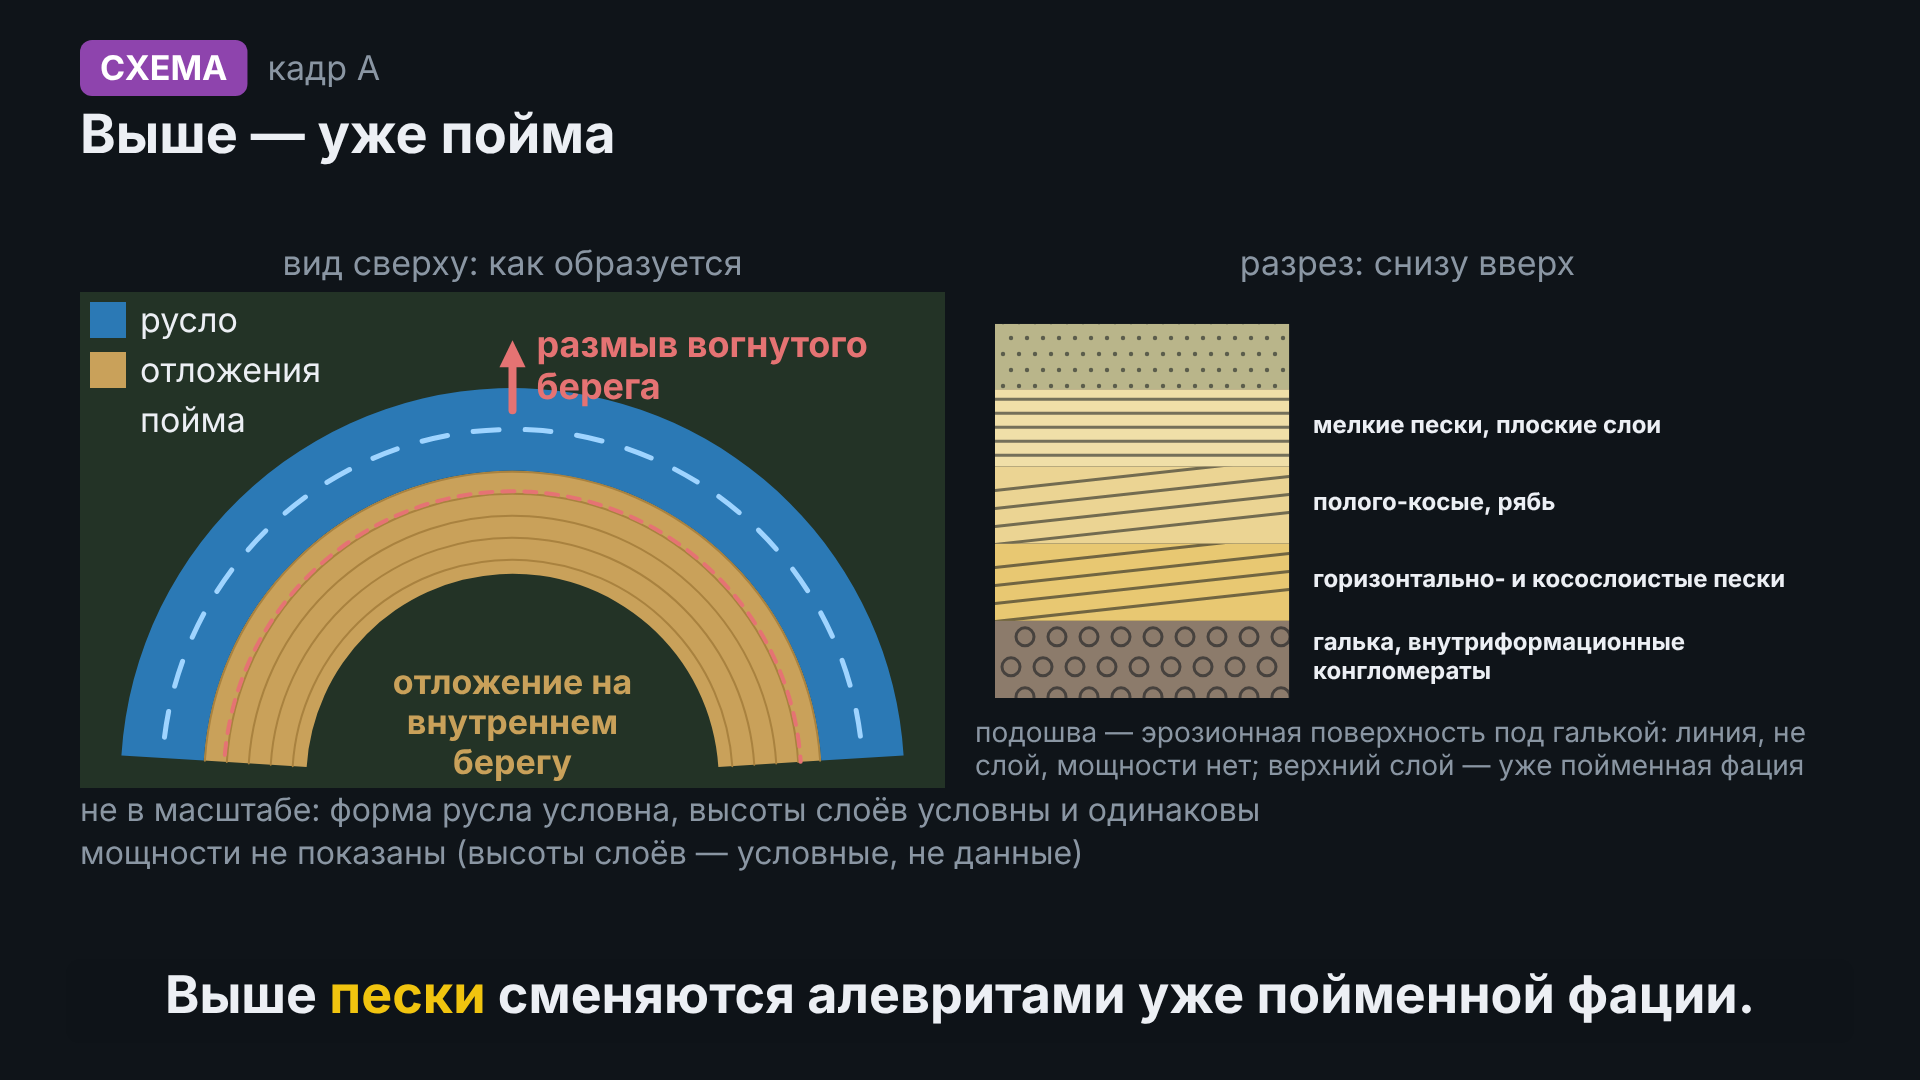 СХЕМА кадр А
Выше — уже пойма
вид сверху: как образуется
русло
отложения
пойма
размыв вогнутого
берега
отложение на
внутреннем
берегу
разрез: снизу вверх
мелкие пески, плоские слои
полого-косые, рябь
горизонтально- и косослоистые пески
галька, внутриформационные
конгломераты
подошва — эрозионная поверхность под галькой: линия, не
слой, мощности нет; верхний слой — уже пойменная фация
не в масштабе: форма русла условна, высоты слоёв условны и одинаковы
мощности не показаны (высоты слоёв — условные, не данные)
Выше пески сменяются алевритами уже пойменной фации.